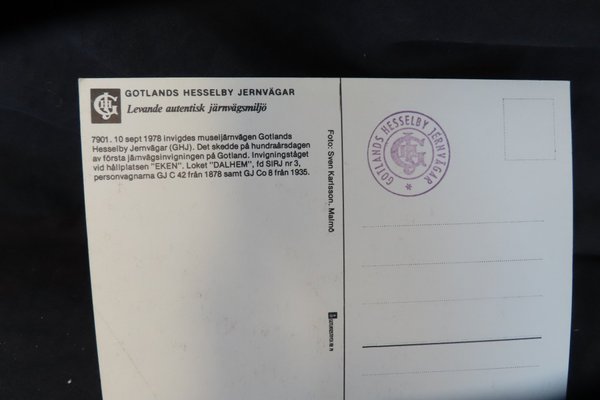 GOTLANDS HESSELBY JERNVÄGAR
Levande autentisk järnvägsmiljö
7901. 10 sept 1978 invigdes museijärnvägen Gotlands
Hesselby Jernvägar (GHJ). Det skedde på hundraårsdagen
av första järnvägsinvigningen på Gotland. Invigningståget
vid hållplatsen "EKEN". Loket "DALHEM", fd SIRJ nr 3,
personvagnarna GJ C 42 från 1878 samt GJ Co 8 från 1935.
Foto: Sven Karlsson, Malmö
GOTLANDS HESSELBY JERNVÄGAR *